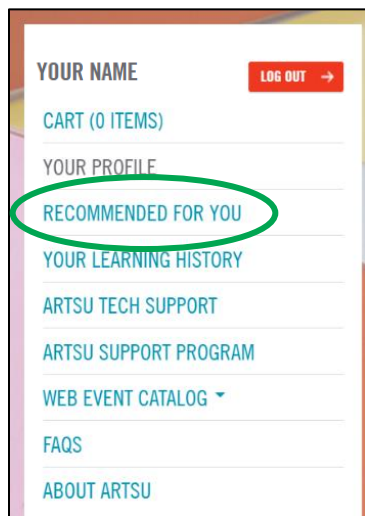 YOUR NAME
LOG OUT →
CART (0 ITEMS)
YOUR PROFILE
RECOMMENDED FOR YOU
YOUR LEARNING HISTORY
ARTSU TECH SUPPORT
ARTSU SUPPORT PROGRAM
WEB EVENT CATALOG
FAQS
ABOUT ARTSU